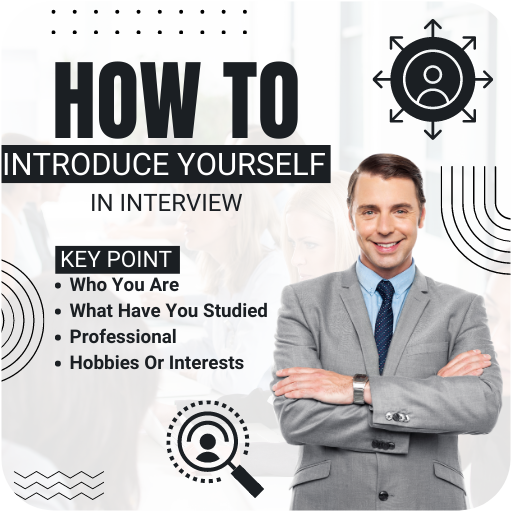 HOW TO
INTRODUCE YOURSELF
IN INTERVIEW
KEY POINT
• Who You Are
• What Have You Studied
• Professional
• Hobbies Or Interests